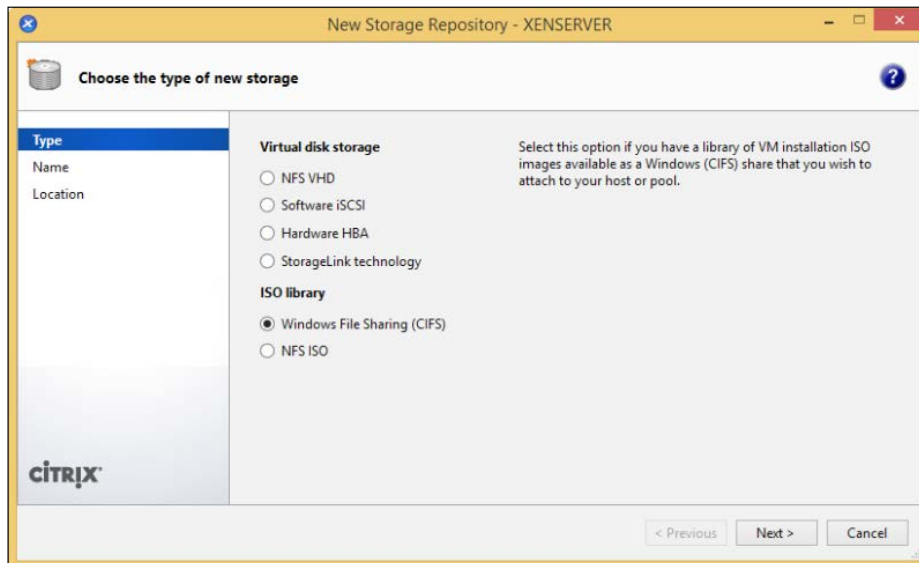 New Storage Repository - XENSERVER
Choose the type of new storage
?
Type
Name
Location
Virtual disk storage
NFS VHD
Software iSCSI
Hardware HBA
StorageLink technology
ISO library
Windows File Sharing (CIFS)
NFS ISO
Select this option if you have a library of VM installation ISO
images available as a Windows (CIFS) share that you wish to
attach to your host or pool.
CİTRIX
< Previous
Next >
Cancel